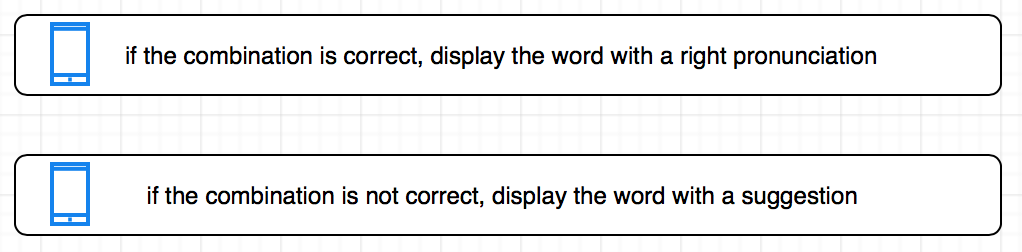 if the combination is correct, display the word with a right pronunciation
if the combination is not correct, display the word with a suggestion